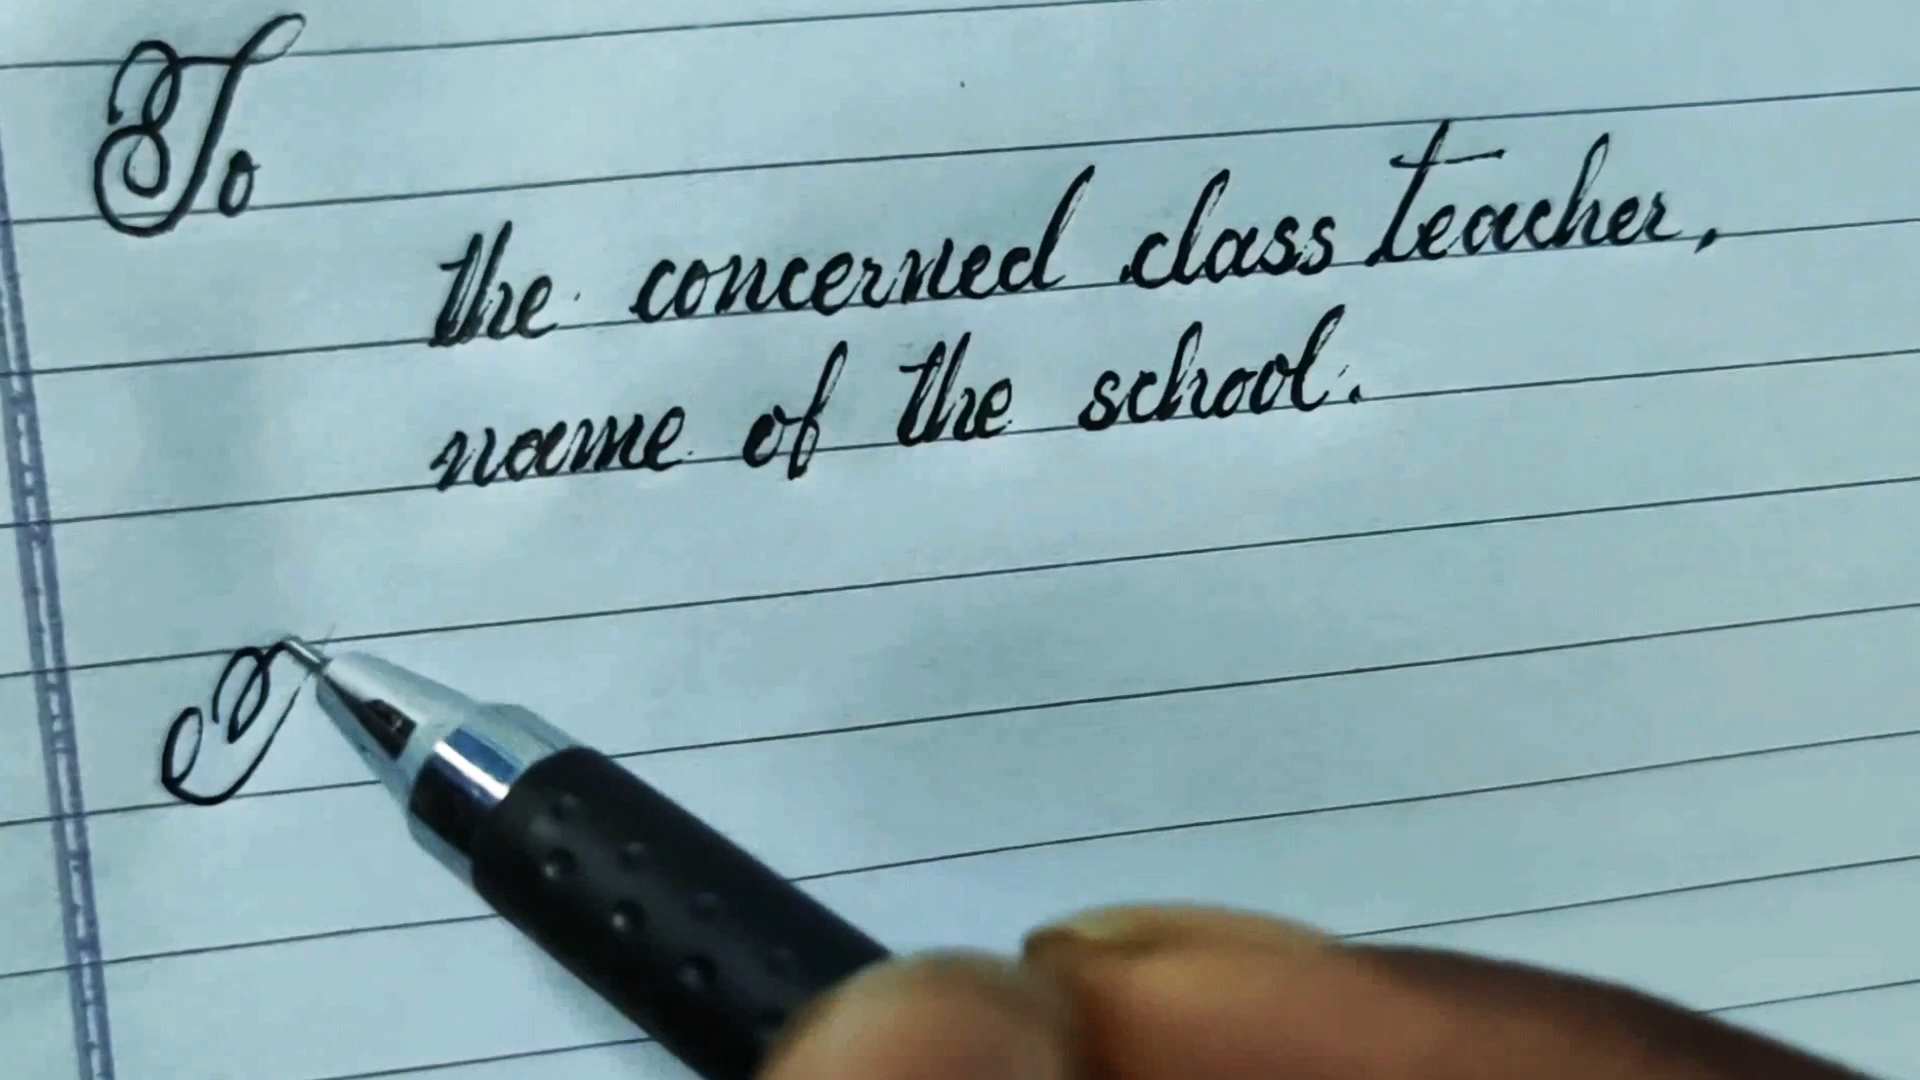 To
the concerned class teacher,
name of the school.